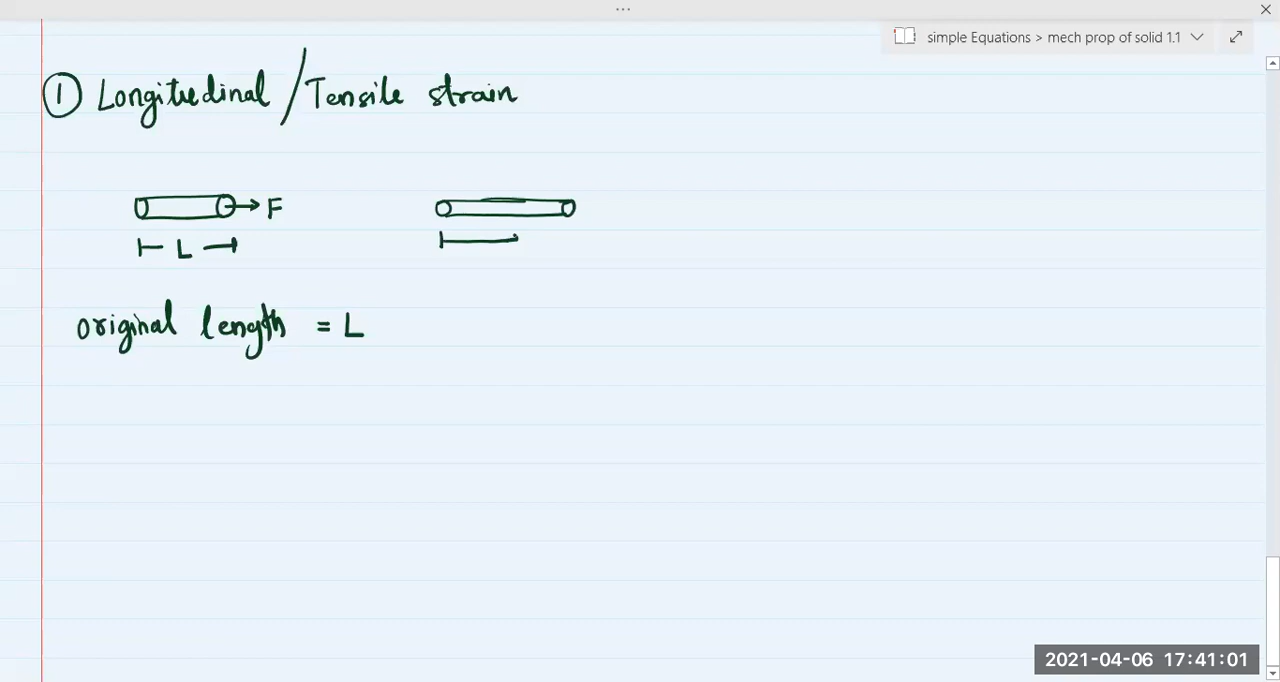 simple Equations > mech prop of solid 1.1
① Longitudinal / Tensile strain
F
L
original length = L
2021-04-06 17:41:01